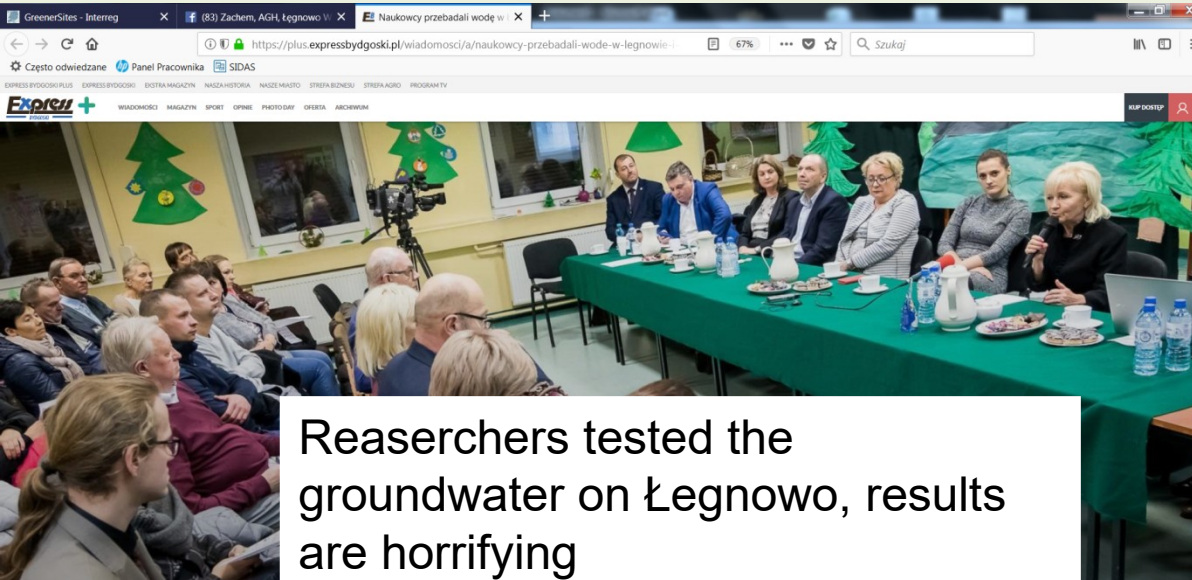 GreenerSites - Interreg
(83) Zachem, AGH, Łęgnowo W
Naukowcy przebadali wodę w
https://plus.expressbydgoski.pl/wiadomosci/a/naukowcy-przebadali-wode-w-legnowie-i
67%
Szukaj
Często odwiedzane Panel Pracownika SIDAS
EXPRESS BYDGOSKI PLUS EXPRESS BYDGOSKI EKSTRA MAGAZYN NASZA HISTORIA NASZE MIASTO STREFA BIZNESU STREFA AGRO PROGRAM TV
Express
WIADOMOŚCI MAGAZYN SPORT OPINIE PHOTO DAY OFERTA ARCHIWUM
KUP DOSTĘP
Reaserchers tested the
groundwater on Łegnowo, results
are horrifying